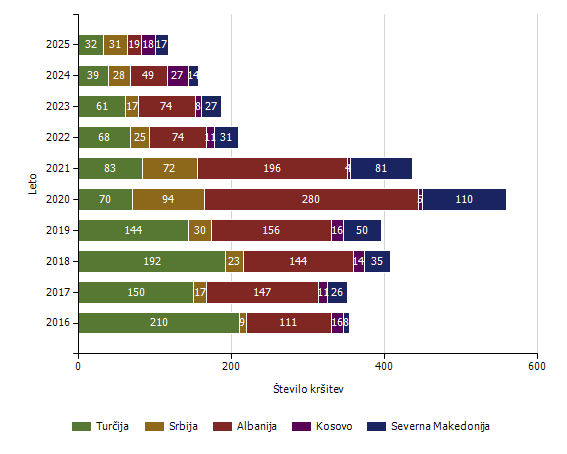 2025 32 31 19 18 17
2024 39 28 49 27 14
2023 61 17 74 8 27
2022 68 25 74 11 31
2021 83 72 196 4 81
2020 70 94 280 5 110
2019 144 30 156 16 50
2018 192 23 144 14 35
2017 150 17 147 11 26
2016 210 9 111 16 8
Leto
0 200 400 600
Število kršitev
Turčija Srbija Albanija Kosovo Severna Makedonija